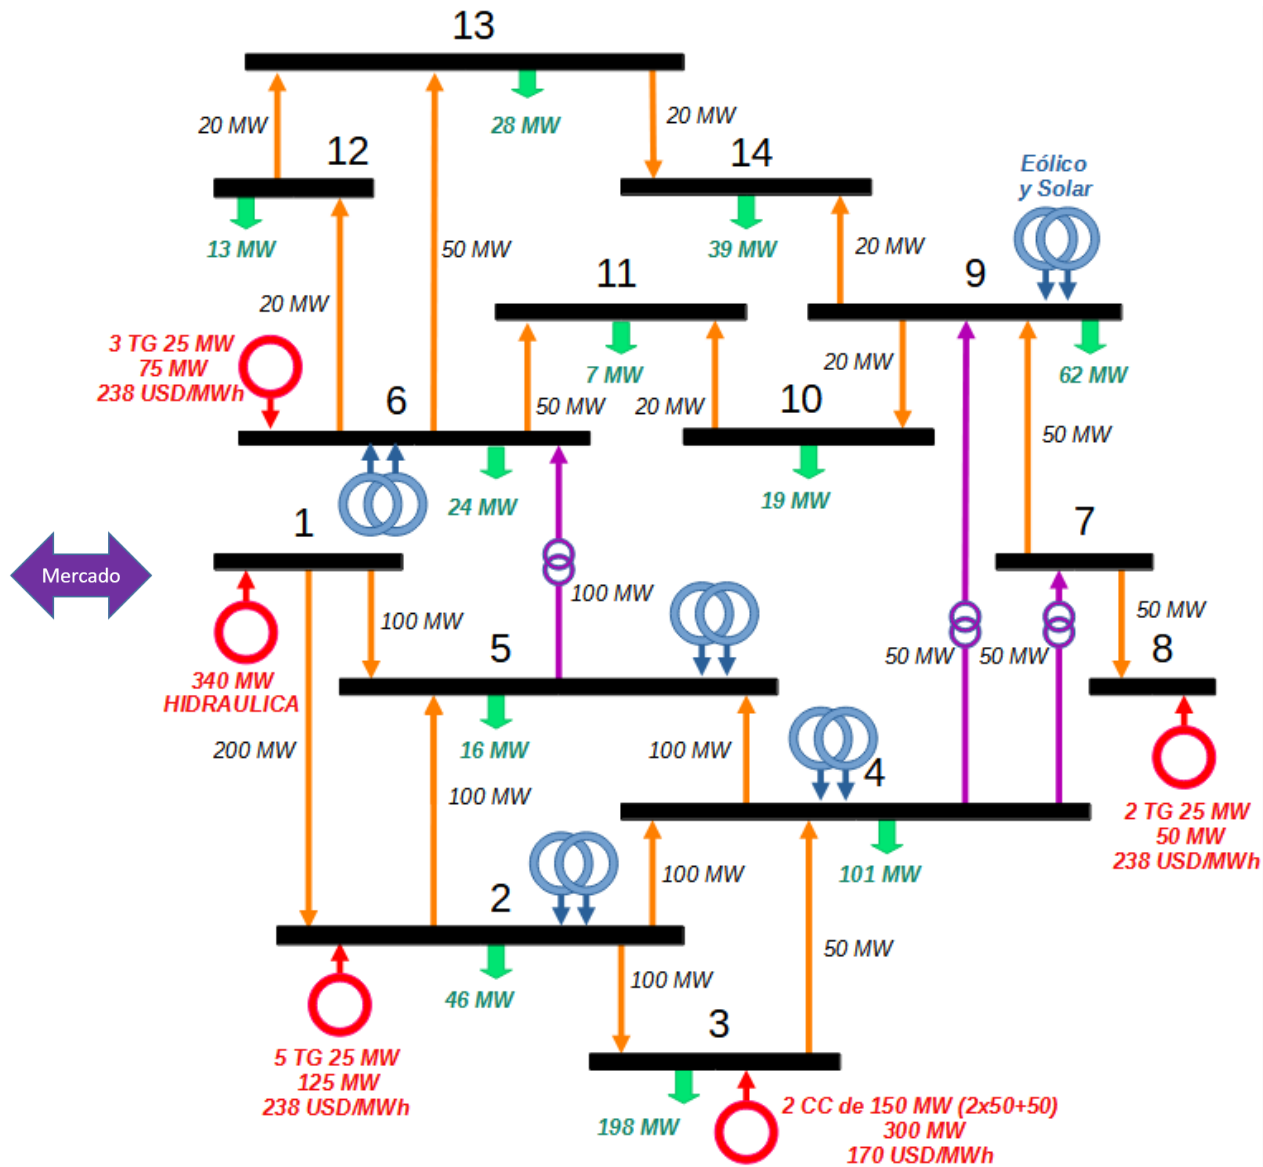 13
20 MW
28 MW
20 MW
12
14
Eólico
y Solar
13 MW
50 MW
39 MW
20 MW
9
11
20 MW
3 TG 25 MW
75 MW
238 USD/MWh
7 MW
20 MW
62 MW
6
50 MW
20 MW
10
50 MW
24 MW
19 MW
1
7
Mercado
100 MW
100 MW
50 MW
5
50 MW
50 MW
8
340 MW
HIDRAULICA
200 MW
16 MW
100 MW
4
100 MW
2 TG 25 MW
50 MW
238 USD/MWh
100 MW
101 MW
2
50 MW
46 MW
100 MW
3
5 TG 25 MW
125 MW
238 USD/MWh
198 MW
2 CC de 150 MW (2x50+50)
300 MW
170 USD/MWh